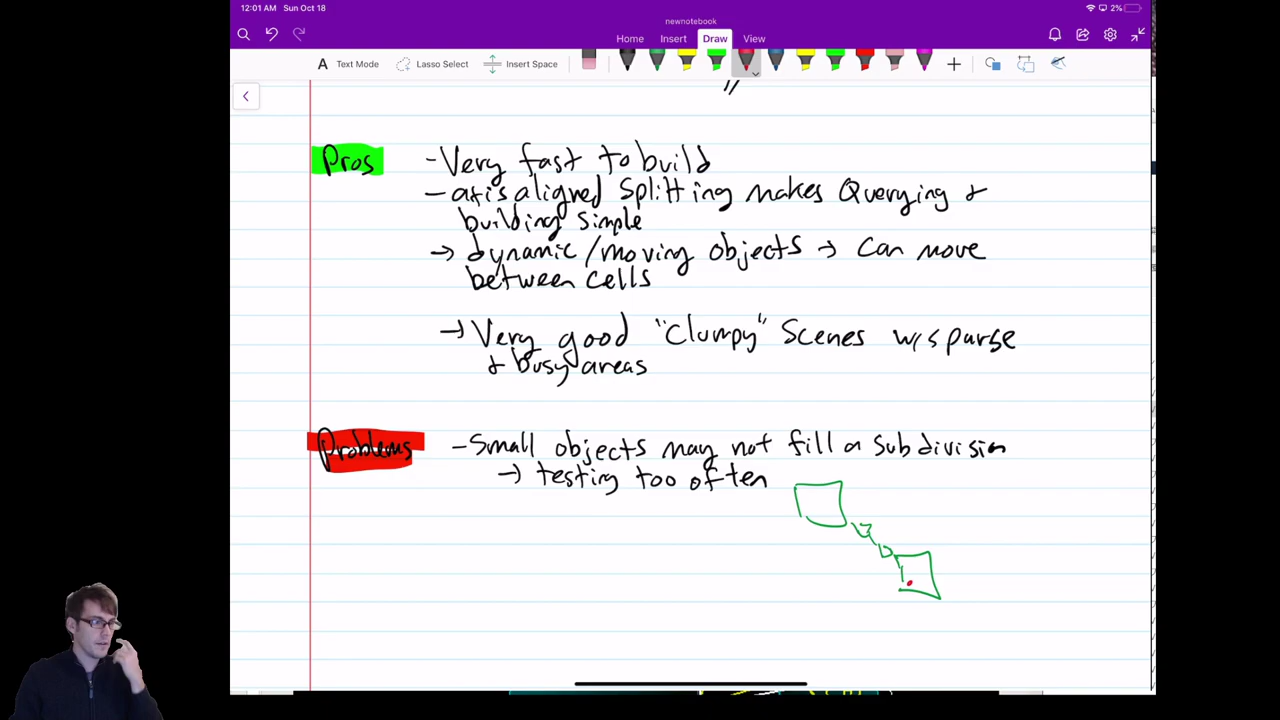 12:01 AM Sun Oct 18
2%
newnotebook
Home Insert Draw View
Text Mode Lasso Select Insert Space
Pros - Very fast to build
- axis aligned splitting makes Querying +
building simple
→ dynamic/moving objects → Can move
between cells
→ Very good "Clumpy" Scenes w/ sparse
+ busy areas
Problems - Small objects may not fill a subdivision
→ testing too often